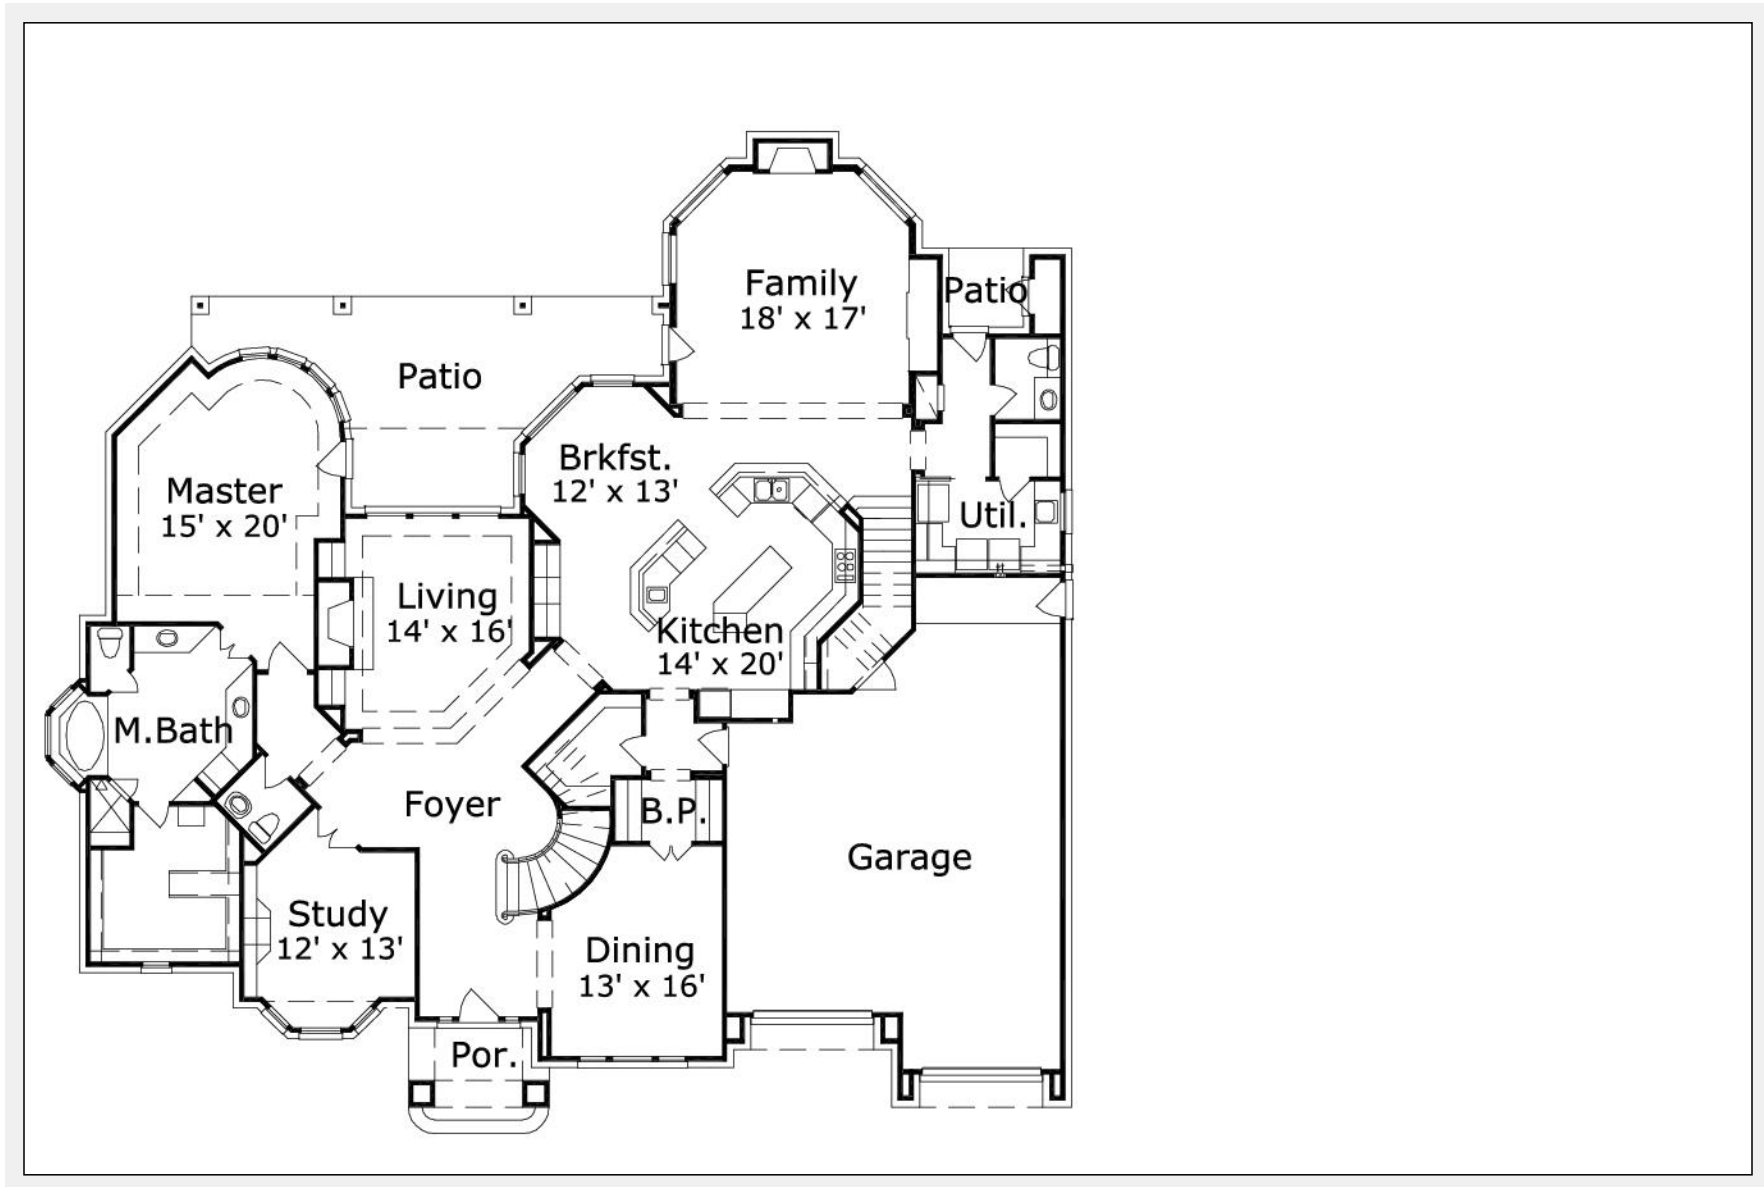 Family
18' x 17'
Patio
Patio
Brkfst.
12' x 13'
Master
15' x 20'
Util.
Living
14' x 16'
Kitchen
14' x 20'
M.Bath
Foyer
B.P.
Garage
Study
12' x 13'
Dining
13' x 16'
Por.